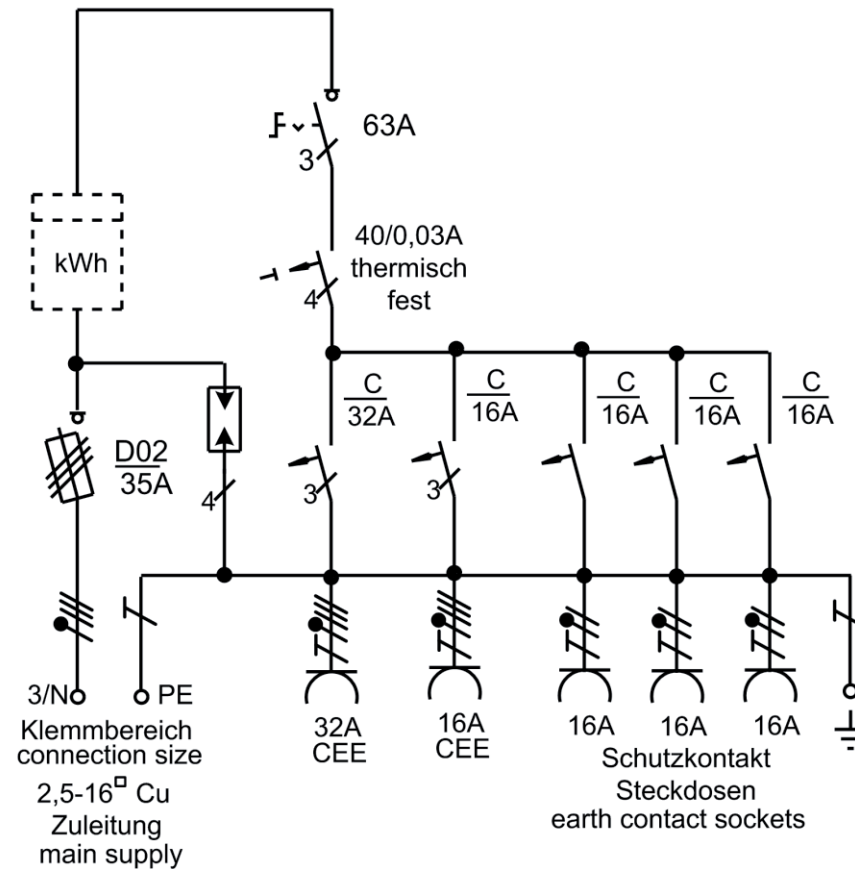 63A
3
kWh
40/0,03A
thermisch
fest
4
C
32A
C
16A
C
16A
C
16A
C
16A
D02
35A
4
3
3
3/N
PE
Klemmbereich
connection size
2,5-16□ Cu
Zuleitung
main supply
32A
CEE
16A
CEE
16A
16A
16A
Schutzkontakt
Steckdosen
earth contact sockets